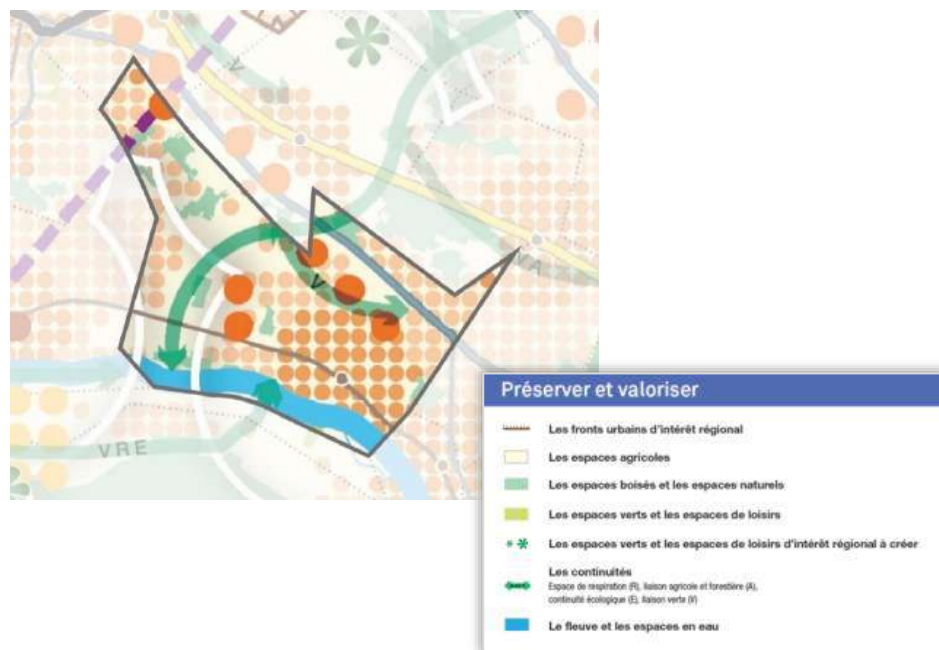 V
V
NA
VRE
Préserver et valoriser
Les fronts urbains d'intérêt régional
Les espaces agricoles
Les espaces boisés et les espaces naturels
Les espaces verts et les espaces de loisirs
Les espaces verts et les espaces de loisirs d'intérêt régional à créer
Les continuités
Espace de respiration (R), liaison agricole et forestière (A),
continuité écologique (E), liaison verte (V)
Le fleuve et les espaces en eau